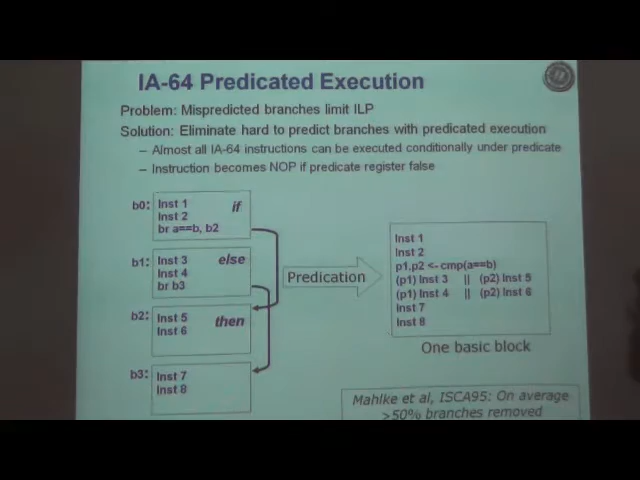 IA-64 Predicated Execution
Problem: Mispredicted branches limit ILP
Solution: Eliminate hard to predict branches with predicated execution
– Almost all IA-64 instructions can be executed conditionally under predicate
– Instruction becomes NOP if predicate register false
b0: Inst 1 if
Inst 2
br a==b, b2
b1: Inst 3 else
Inst 4
br b3
b2: Inst 5 then
Inst 6
b3: Inst 7
Inst 8
Predication
Inst 1
Inst 2
p1,p2 <-cmp(a==b)
(p1) Inst 3 || (p2) Inst 5
(p1) Inst 4 || (p2) Inst 6
Inst 7
Inst 8
One basic block
Mahlke et al, ISCA95: On average
>50% branches removed